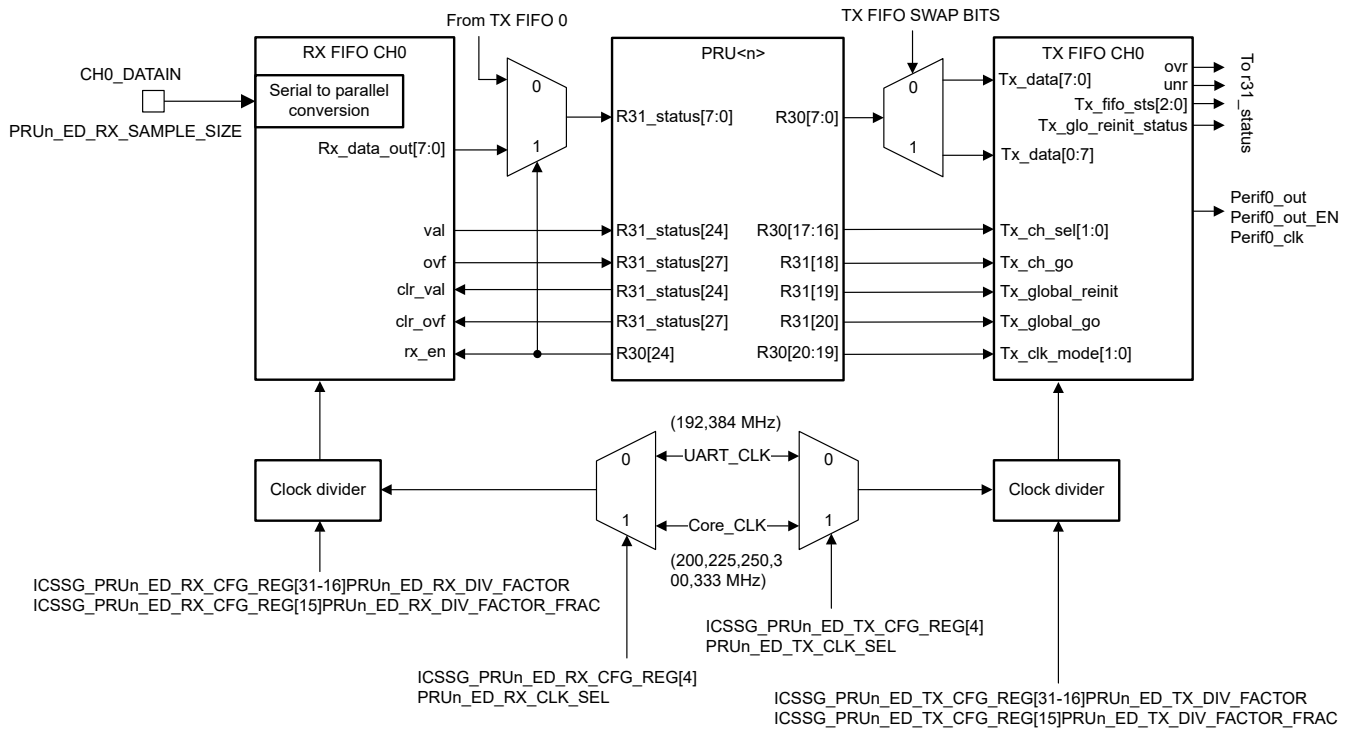 From TX FIFO 0
TX FIFO SWAP BITS
CH0_DATAIN
PRUn_ED_RX_SAMPLE_SIZE
RX FIFO CH0
Serial to parallel
conversion
Rx_data_out[7:0]
val
ovf
clr_val
clr_ovf
rx_en
0
1
PRU<n>
R31_status[7:0]
R31_status[24]
R31_status[27]
R31_status[24]
R31_status[27]
R30[24]
R30[7:0]
R30[17:16]
R31[18]
R31[19]
R31[20]
R30[20:19]
0
1
TX FIFO CH0
Tx_data[7:0]
Tx_data[0:7]
Tx_ch_sel[1:0]
Tx_ch_go
Tx_global_reinit
Tx_global_go
Tx_clk_mode[1:0]
ovr
unr
Tx_fifo_sts[2:0]
Tx_glo_reinit_status
To r31_status
Perif0_out
Perif0_out_EN
Perif0_clk
Clock divider
0
1
(192,384 MHz)
UART_CLK
Core_CLK
(200,225,250,3
00,333 MHz)
0
1
Clock divider
ICSSG_PRUn_ED_RX_CFG_REG[31-16]PRUn_ED_RX_DIV_FACTOR
ICSSG_PRUn_ED_RX_CFG_REG[15]PRUn_ED_RX_DIV_FACTOR_FRAC
ICSSG_PRUn_ED_RX_CFG_REG[4]
PRUn_ED_RX_CLK_SEL
ICSSG_PRUn_ED_TX_CFG_REG[4]
PRUn_ED_TX_CLK_SEL
ICSSG_PRUn_ED_TX_CFG_REG[31-16]PRUn_ED_TX_DIV_FACTOR
ICSSG_PRUn_ED_TX_CFG_REG[15]PRUn_ED_TX_DIV_FACTOR_FRAC